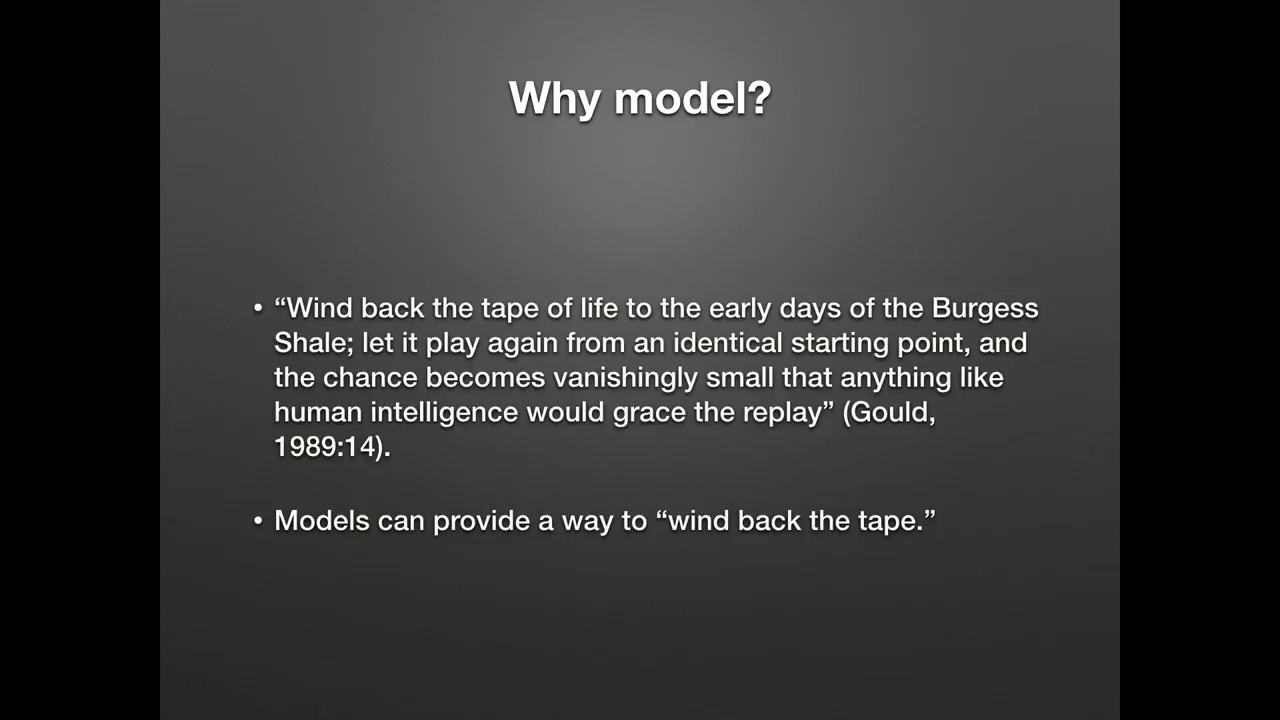 Why model?
• “Wind back the tape of life to the early days of the Burgess
Shale; let it play again from an identical starting point, and
the chance becomes vanishingly small that anything like
human intelligence would grace the replay” (Gould,
1989:14).
• Models can provide a way to “wind back the tape.”